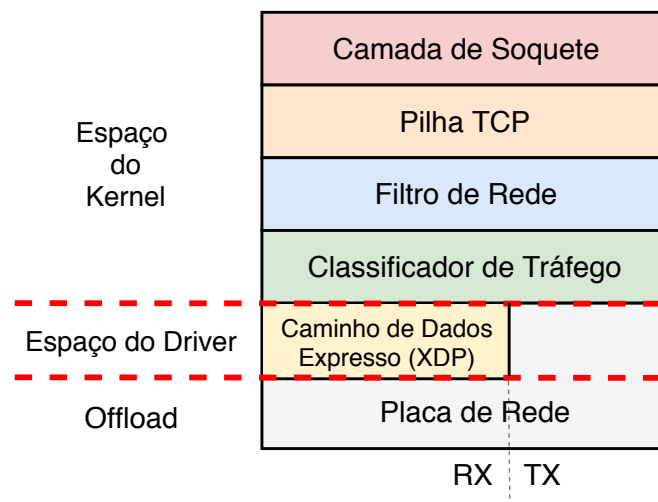 Camada de Soquete
Pilha TCP
Espaço
do
Kernel
Filtro de Rede
Classificador de Tráfego
Espaço do Driver
Caminho de Dados
Expresso (XDP)
Offload
Placa de Rede
RX
TX